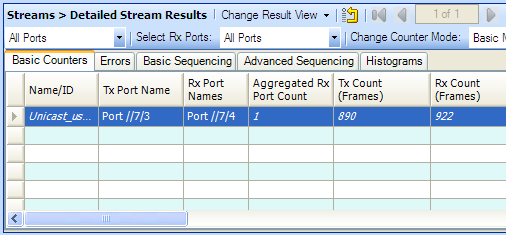 Streams > Detailed Stream Results Change Result View 1 of 1
All Ports Select Rx Ports: All Ports Change Counter Mode: Basic
Basic Counters Errors Basic Sequencing Advanced Sequencing Histograms
Name/ID Tx Port Name Rx Port Names Aggregated Rx Port Count Tx Count (Frames) Rx Count (Frames)
Unicast_us... Port //7/3 Port //7/4 1 890 922